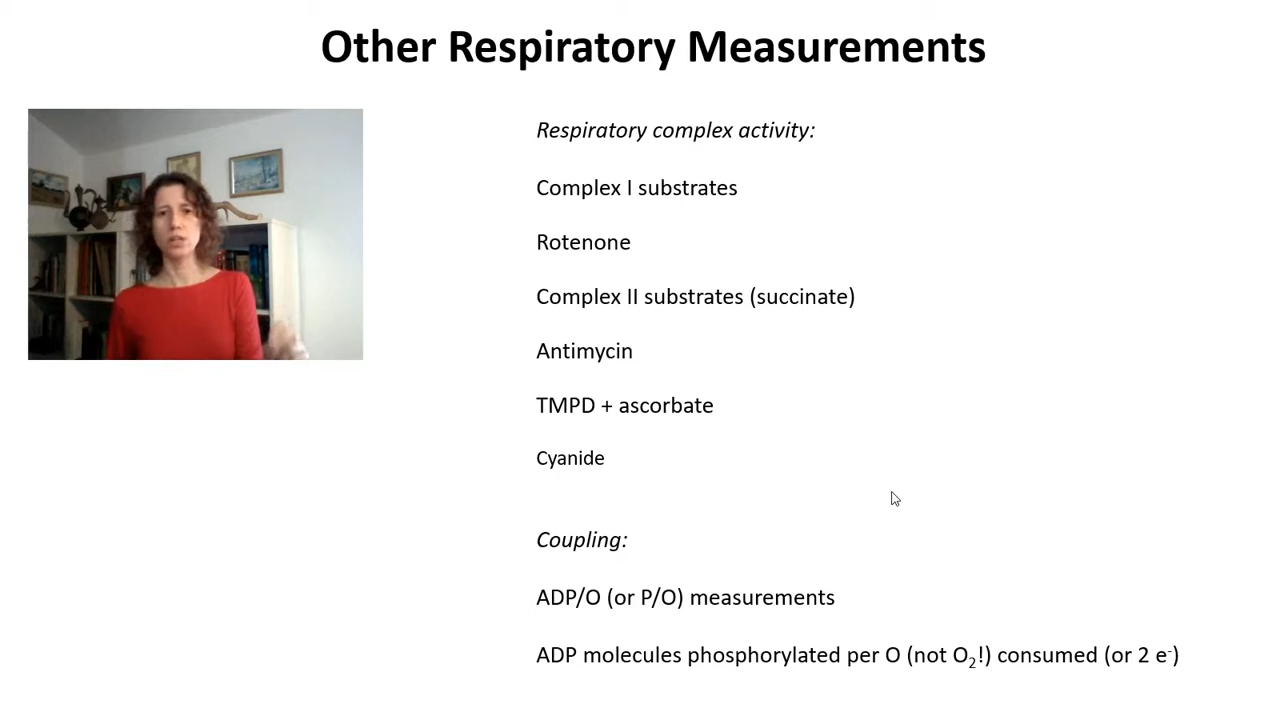 Other Respiratory Measurements
Respiratory complex activity:
Complex I substrates
Rotenone
Complex II substrates (succinate)
Antimycin
TMPD + ascorbate
Cyanide
Coupling:
ADP/O (or P/O) measurements
ADP molecules phosphorylated per O (not O₂!) consumed (or 2 e⁻)